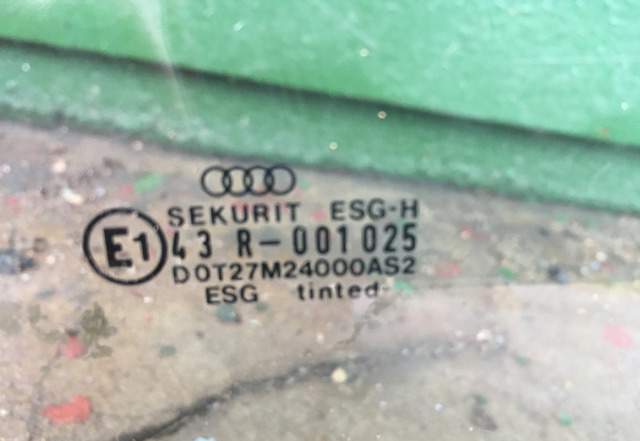 SEKURIT ESG-H
E1 43 R-001025
DOT27M24000AS2
ESG tinted